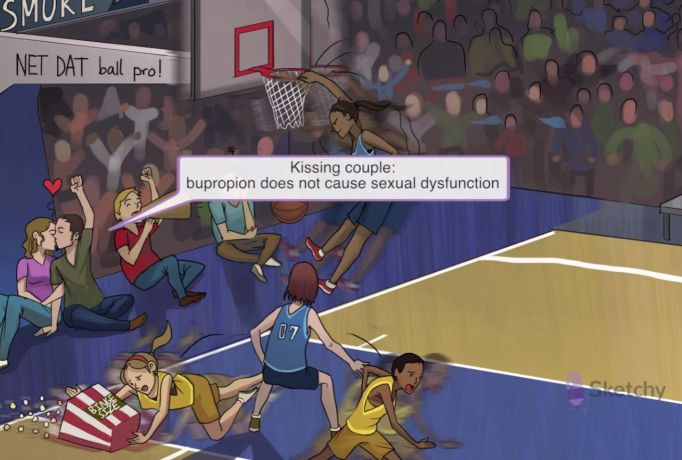 SMOKE
NET DAT ball pro!
Kissing couple:
bupropion does not cause sexual dysfunction
07
BINGE
SIZE
Sketchy